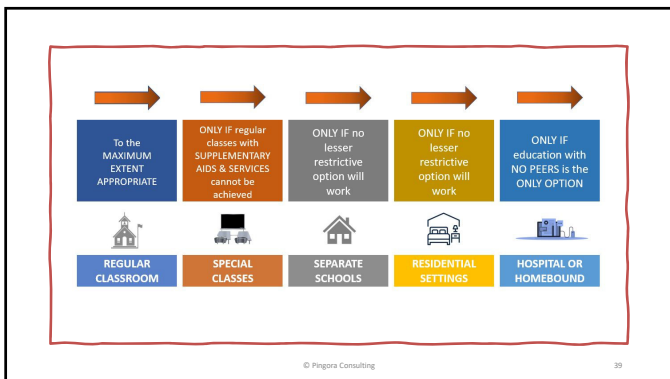 To the
MAXIMUM
EXTENT
APPROPRIATE
ONLY IF regular
classes with
SUPPLEMENTARY
AIDS & SERVICES
cannot be
achieved
ONLY IF no
lesser
restrictive
option will
work
ONLY IF no
lesser
restrictive
option will
work
ONLY IF
education with
NO PEERS is the
ONLY OPTION
REGULAR
CLASSROOM
SPECIAL
CLASSES
SEPARATE
SCHOOLS
RESIDENTIAL
SETTINGS
HOSPITAL OR
HOMEBOUND
© Pingora Consulting
39